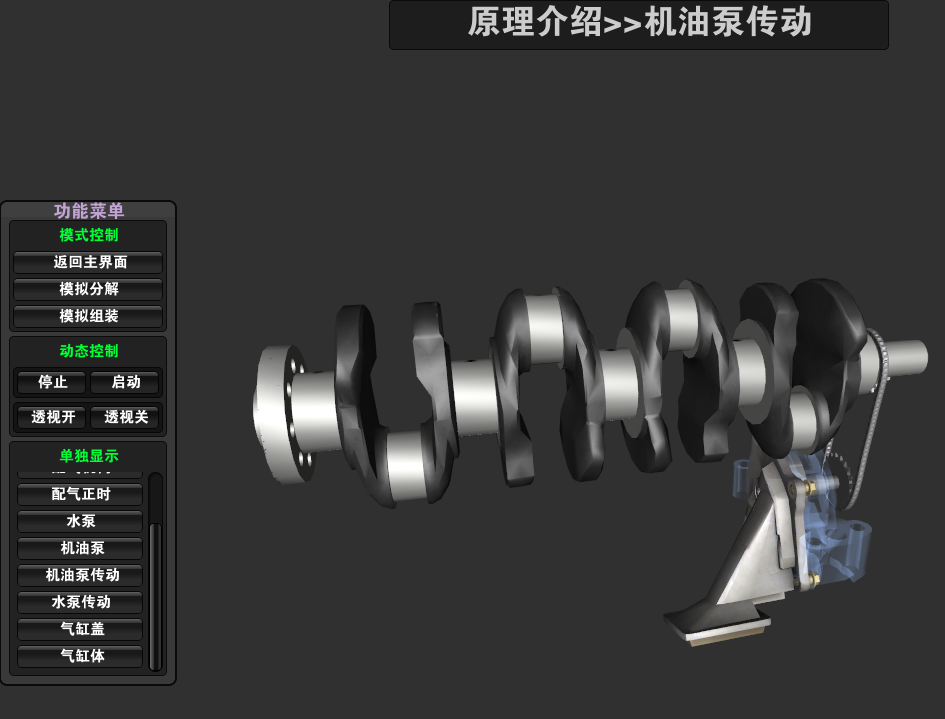 原理介绍>>机油泵传动
功能菜单
模式控制
返回主界面
模拟分解
模拟组装
动态控制
停止 启动
透视开 透视关
单独显示
配气正时
水泵
机油泵
机油泵传动
水泵传动
气缸盖
气缸体